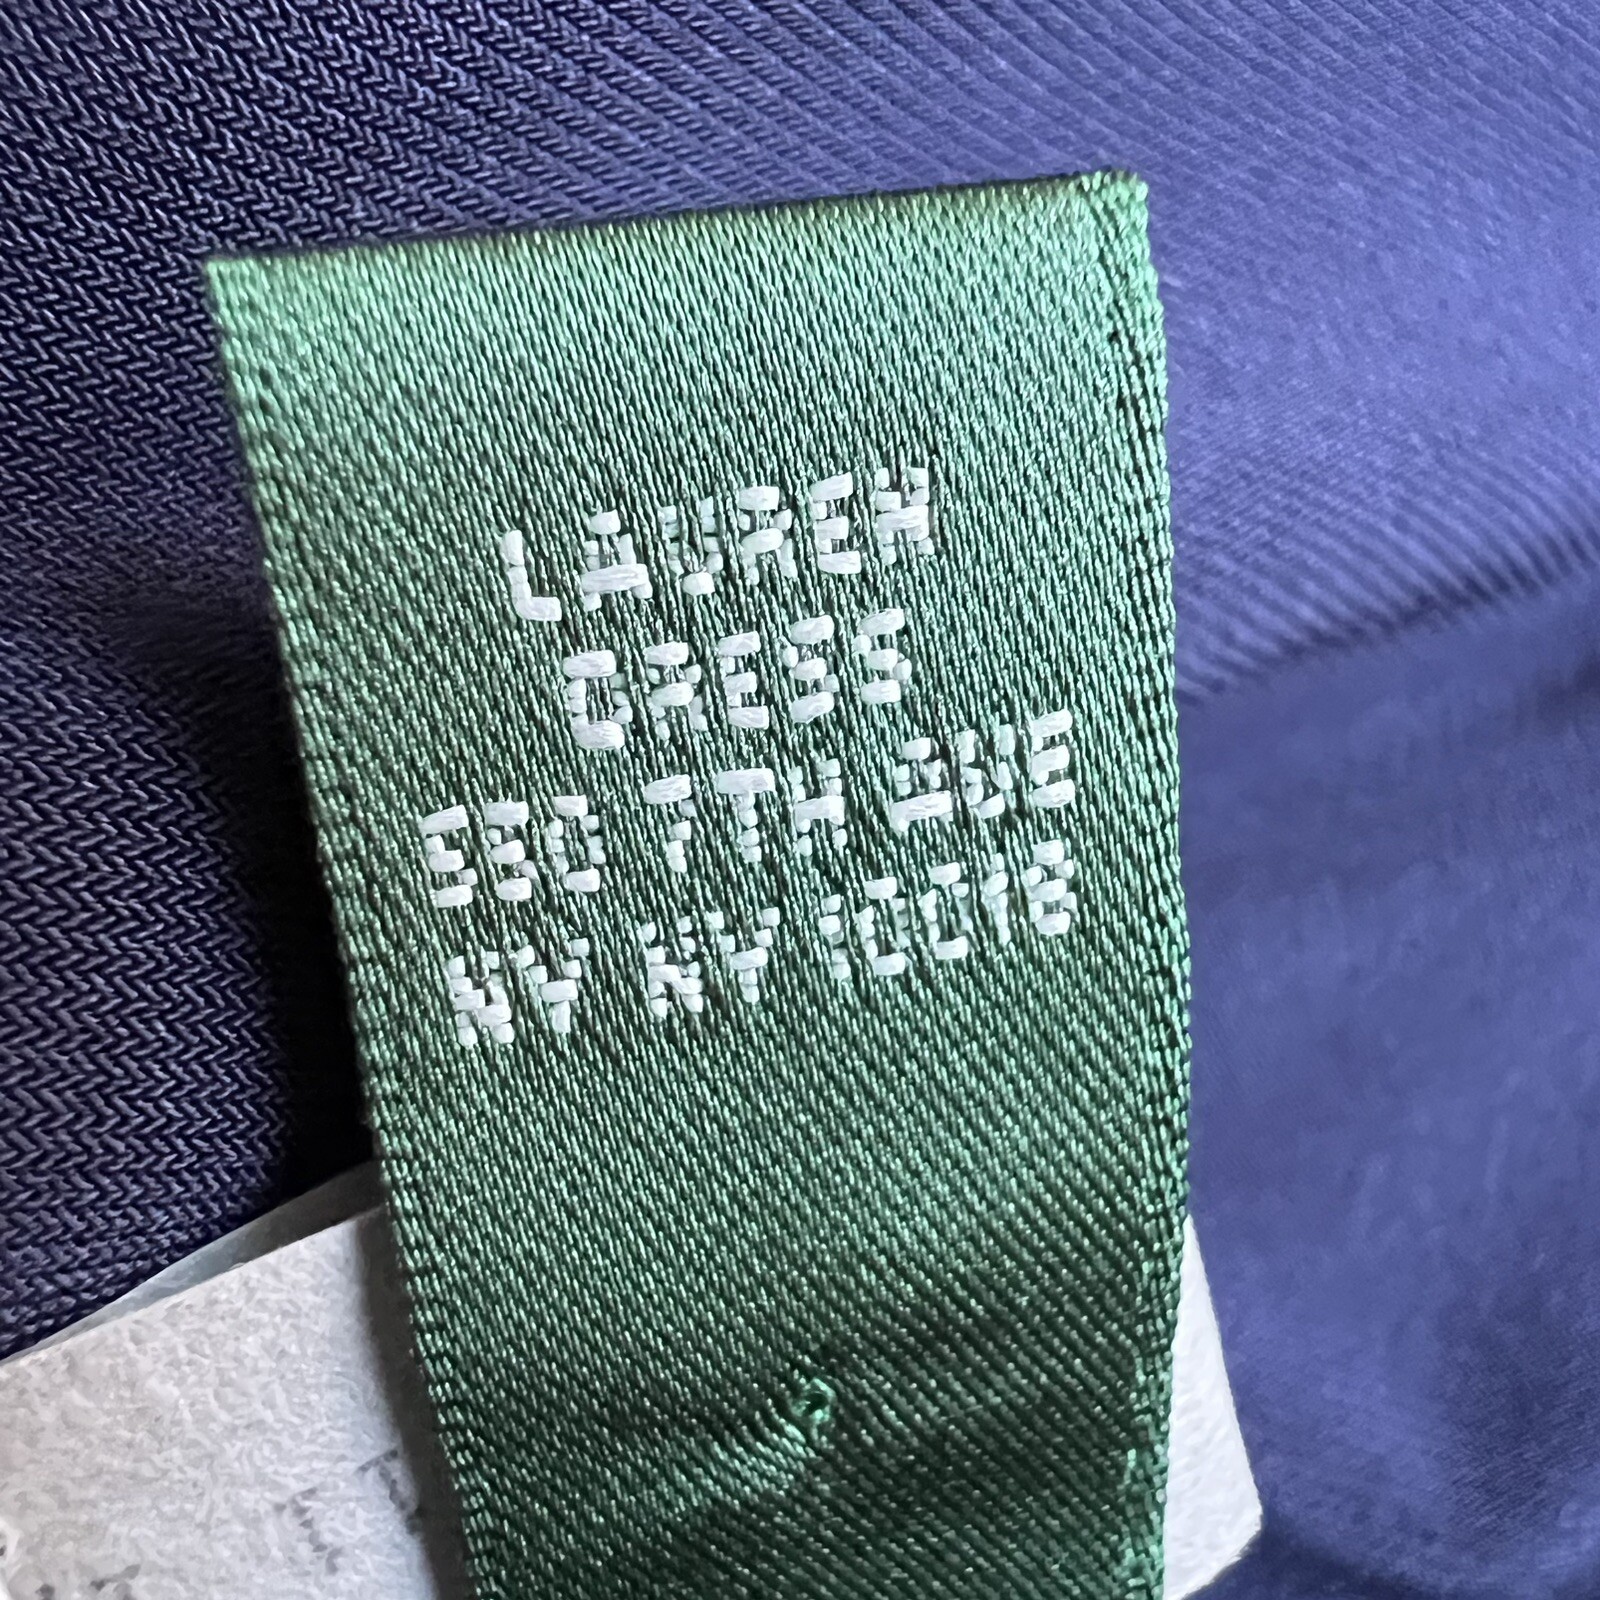 LAUREN
DRESS
550 7TH AVE
NY NY 10018